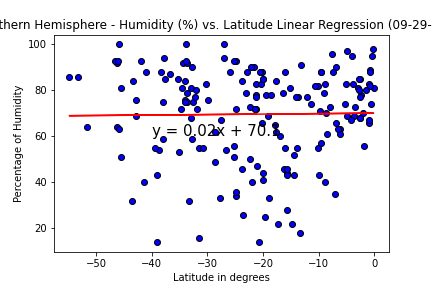 thern Hemisphere - Humidity (%) vs. Latitude Linear Regression (09-29-
Percentage of Humidity
100
80
60
40
20
y = 0.02x + 70.
−50
−40
−30
−20
−10
0
Latitude in degrees